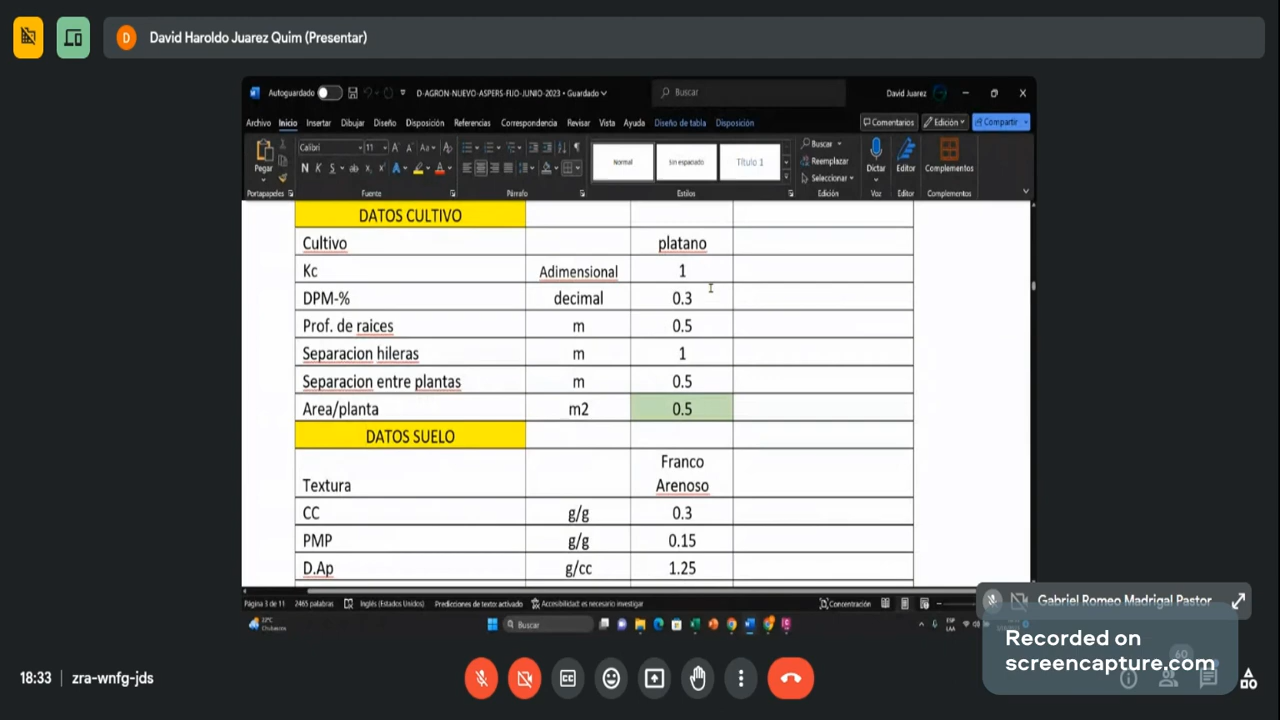 David Haroldo Juarez Quim (Presentar)
Autoguardado
D-AGRON-NUEVO-ASPERS-FIJO-JUNIO-2023 • Guardado
Buscar
David Juarez
Archivo Inicio Insertar Dibujar Diseño Disposición Referencias Correspondencia Revisar Vista Ayuda Diseño de tabla Disposición
Comentarios Edición Compartir
Pegar
Calibri 11
N K S
Normal Sin espaciado Título 1
Buscar
Reemplazar
Seleccionar
Dictar Editor Complementos
Portapapeles Fuente Párrafo Estilos Edición Voz Editor Complementos
DATOS CULTIVO
Cultivo platano
Kc Adimensional 1
DPM-% decimal 0.3
Prof. de raices m 0.5
Separacion hileras m 1
Separacion entre plantas m 0.5
Area/planta m2 0.5
DATOS SUELO
Textura Franco
Arenoso
CC g/g 0.3
PMP g/g 0.15
D.Ap g/cc 1.25
Página 3 de 11 2465 palabras Inglés (Estados Unidos) Predicciones de texto: activado Accesibilidad: es necesario investigar Concentración
Buscar
ESP
LAA
Gabriel Romeo Madrigal Pastor
Recorded on
screencapture.com
60
18:33 zra-wnfg-jds